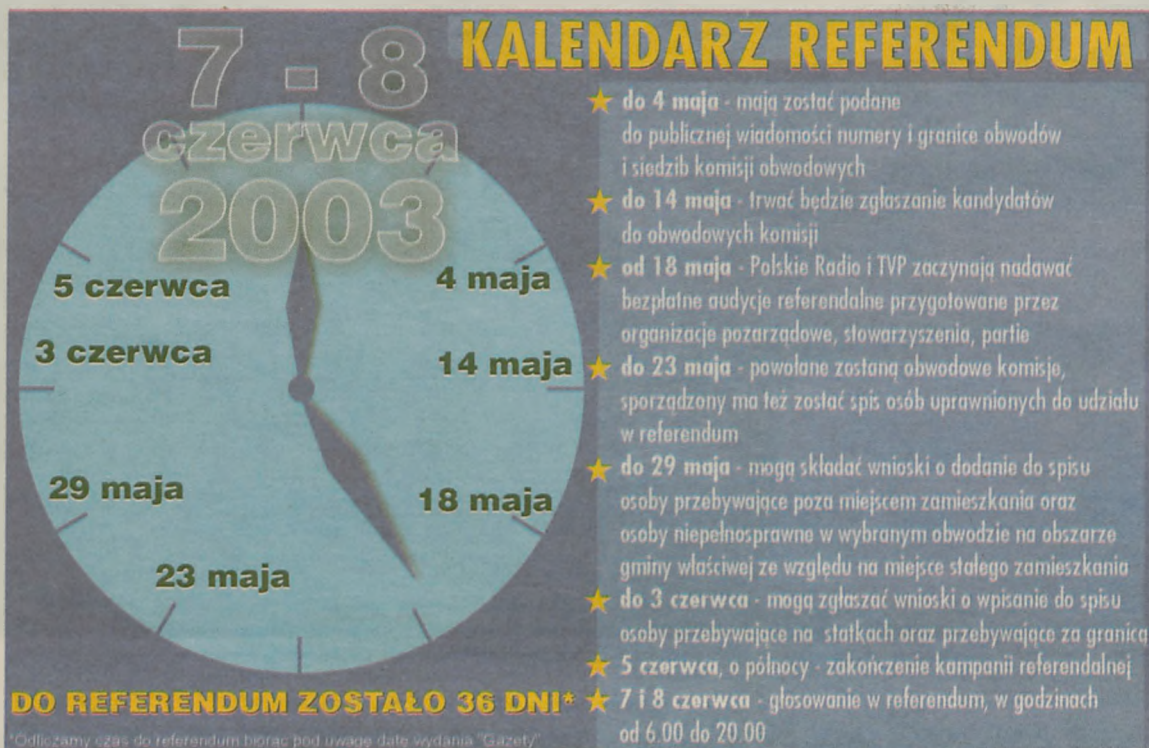 7 - 8
czerwca
2003
5 czerwca
4 maja
3 czerwca
14 maja
29 maja
18 maja
23 maja
DO REFERENDUM ZOSTAŁO 36 DNI*
*Odliczamy czas do referendum biorąc pod uwagę datę wydania "Gazety"
KALENDARZ REFERENDUM
★ do 4 maja - mają zostać podane
do publicznej wiadomości numery i granice obwodów
i siedzib komisji obwodowych
★ do 14 maja - trwać będzie zgłaszanie kandydatów
do obwodowych komisji
★ od 18 maja - Polskie Radio i TVP zaczynają nadawać
bezpłatne audycje referendalne przygotowane przez
organizacje pozarządowe, stowarzyszenia, partie
★ do 23 maja - powołane zostaną obwodowe komisje,
sporządzony ma też zostać spis osób uprawnionych do udziału
w referendum
★ do 29 maja - mogą składać wnioski o dodanie do spisu
osoby przebywające poza miejscem zamieszkania oraz
osoby niepełnosprawne w wybranym obwodzie na obszarze
gminy właściwej ze względu na miejsce stałego zamieszkania
★ do 3 czerwca - mogą zgłaszać wnioski o wpisanie do spisu
osoby przebywające na statkach oraz przebywające za granicą
★ 5 czerwca, o północy - zakończenie kampanii referendalnej
★ 7 i 8 czerwca - głosowanie w referendum, w godzinach
od 6.00 do 20.00